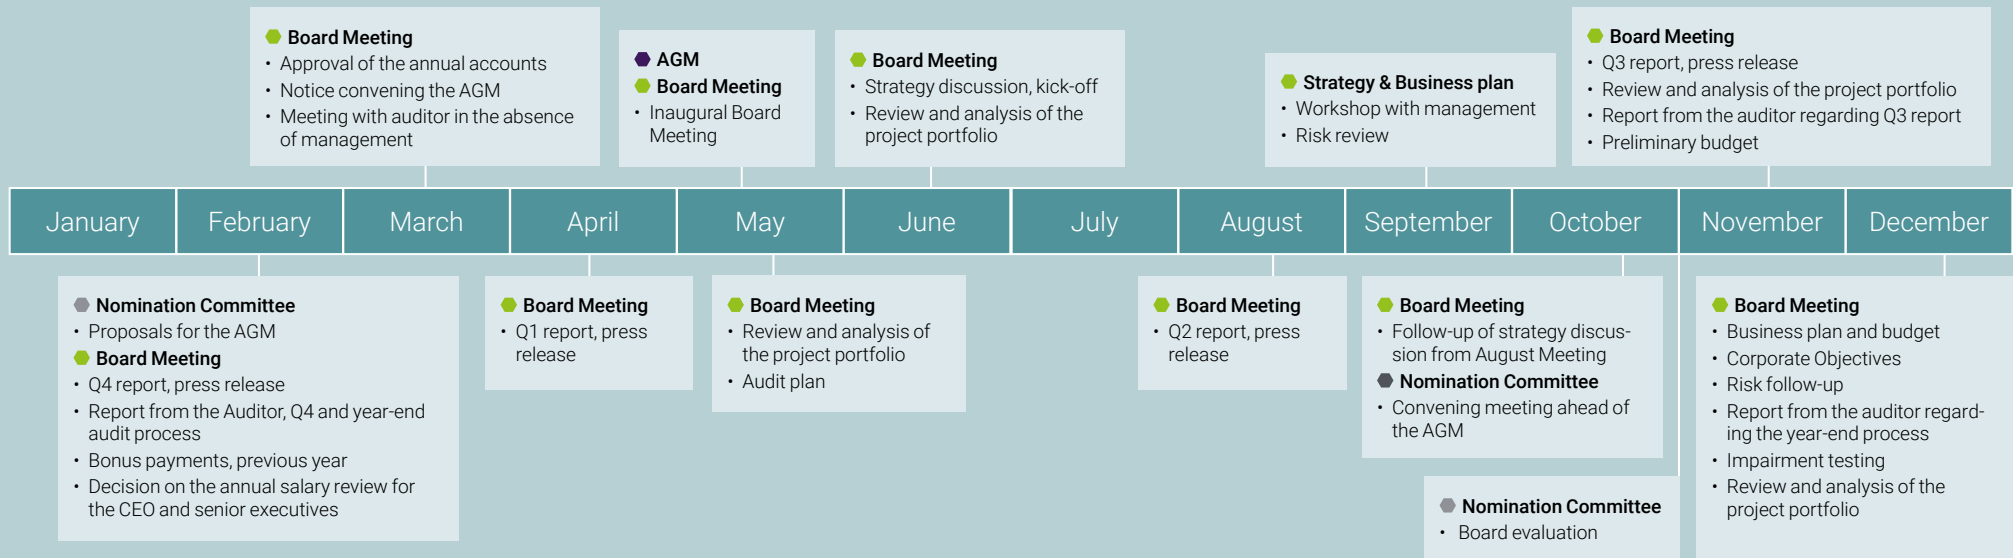 Board Meeting
• Approval of the annual accounts
• Notice convening the AGM
• Meeting with auditor in the absence
of management
AGM
Board Meeting
• Inaugural Board
Meeting
Board Meeting
• Strategy discussion, kick-off
• Review and analysis of the
project portfolio
Strategy & Business plan
• Workshop with management
• Risk review
Board Meeting
• Q3 report, press release
• Review and analysis of the project portfolio
• Report from the auditor regarding Q3 report
• Preliminary budget
January
February
March
April
May
June
July
August
September
October
November
December
Nomination Committee
• Proposals for the AGM
Board Meeting
• Q4 report, press release
• Report from the Auditor, Q4 and year-end
audit process
• Bonus payments, previous year
• Decision on the annual salary review for
the CEO and senior executives
Board Meeting
• Q1 report, press
release
Board Meeting
• Review and analysis of
the project portfolio
• Audit plan
Board Meeting
• Q2 report, press
release
Board Meeting
• Follow-up of strategy discus-
sion from August Meeting
Nomination Committee
• Convening meeting ahead of
the AGM
Nomination Committee
• Board evaluation
Board Meeting
• Business plan and budget
• Corporate Objectives
• Risk follow-up
• Report from the auditor regard-
ing the year-end process
• Impairment testing
• Review and analysis of the
project portfolio